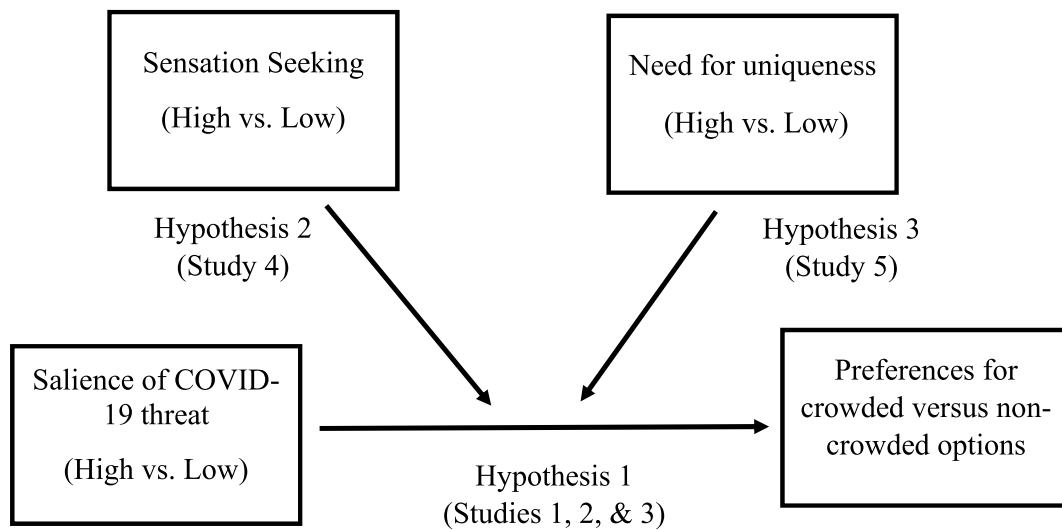 Sensation Seeking
(High vs. Low)
Need for uniqueness
(High vs. Low)
Hypothesis 2
(Study 4)
Hypothesis 3
(Study 5)
Salience of COVID-
19 threat
(High vs. Low)
Preferences for
crowded versus non-
crowded options
Hypothesis 1
(Studies 1, 2, & 3)